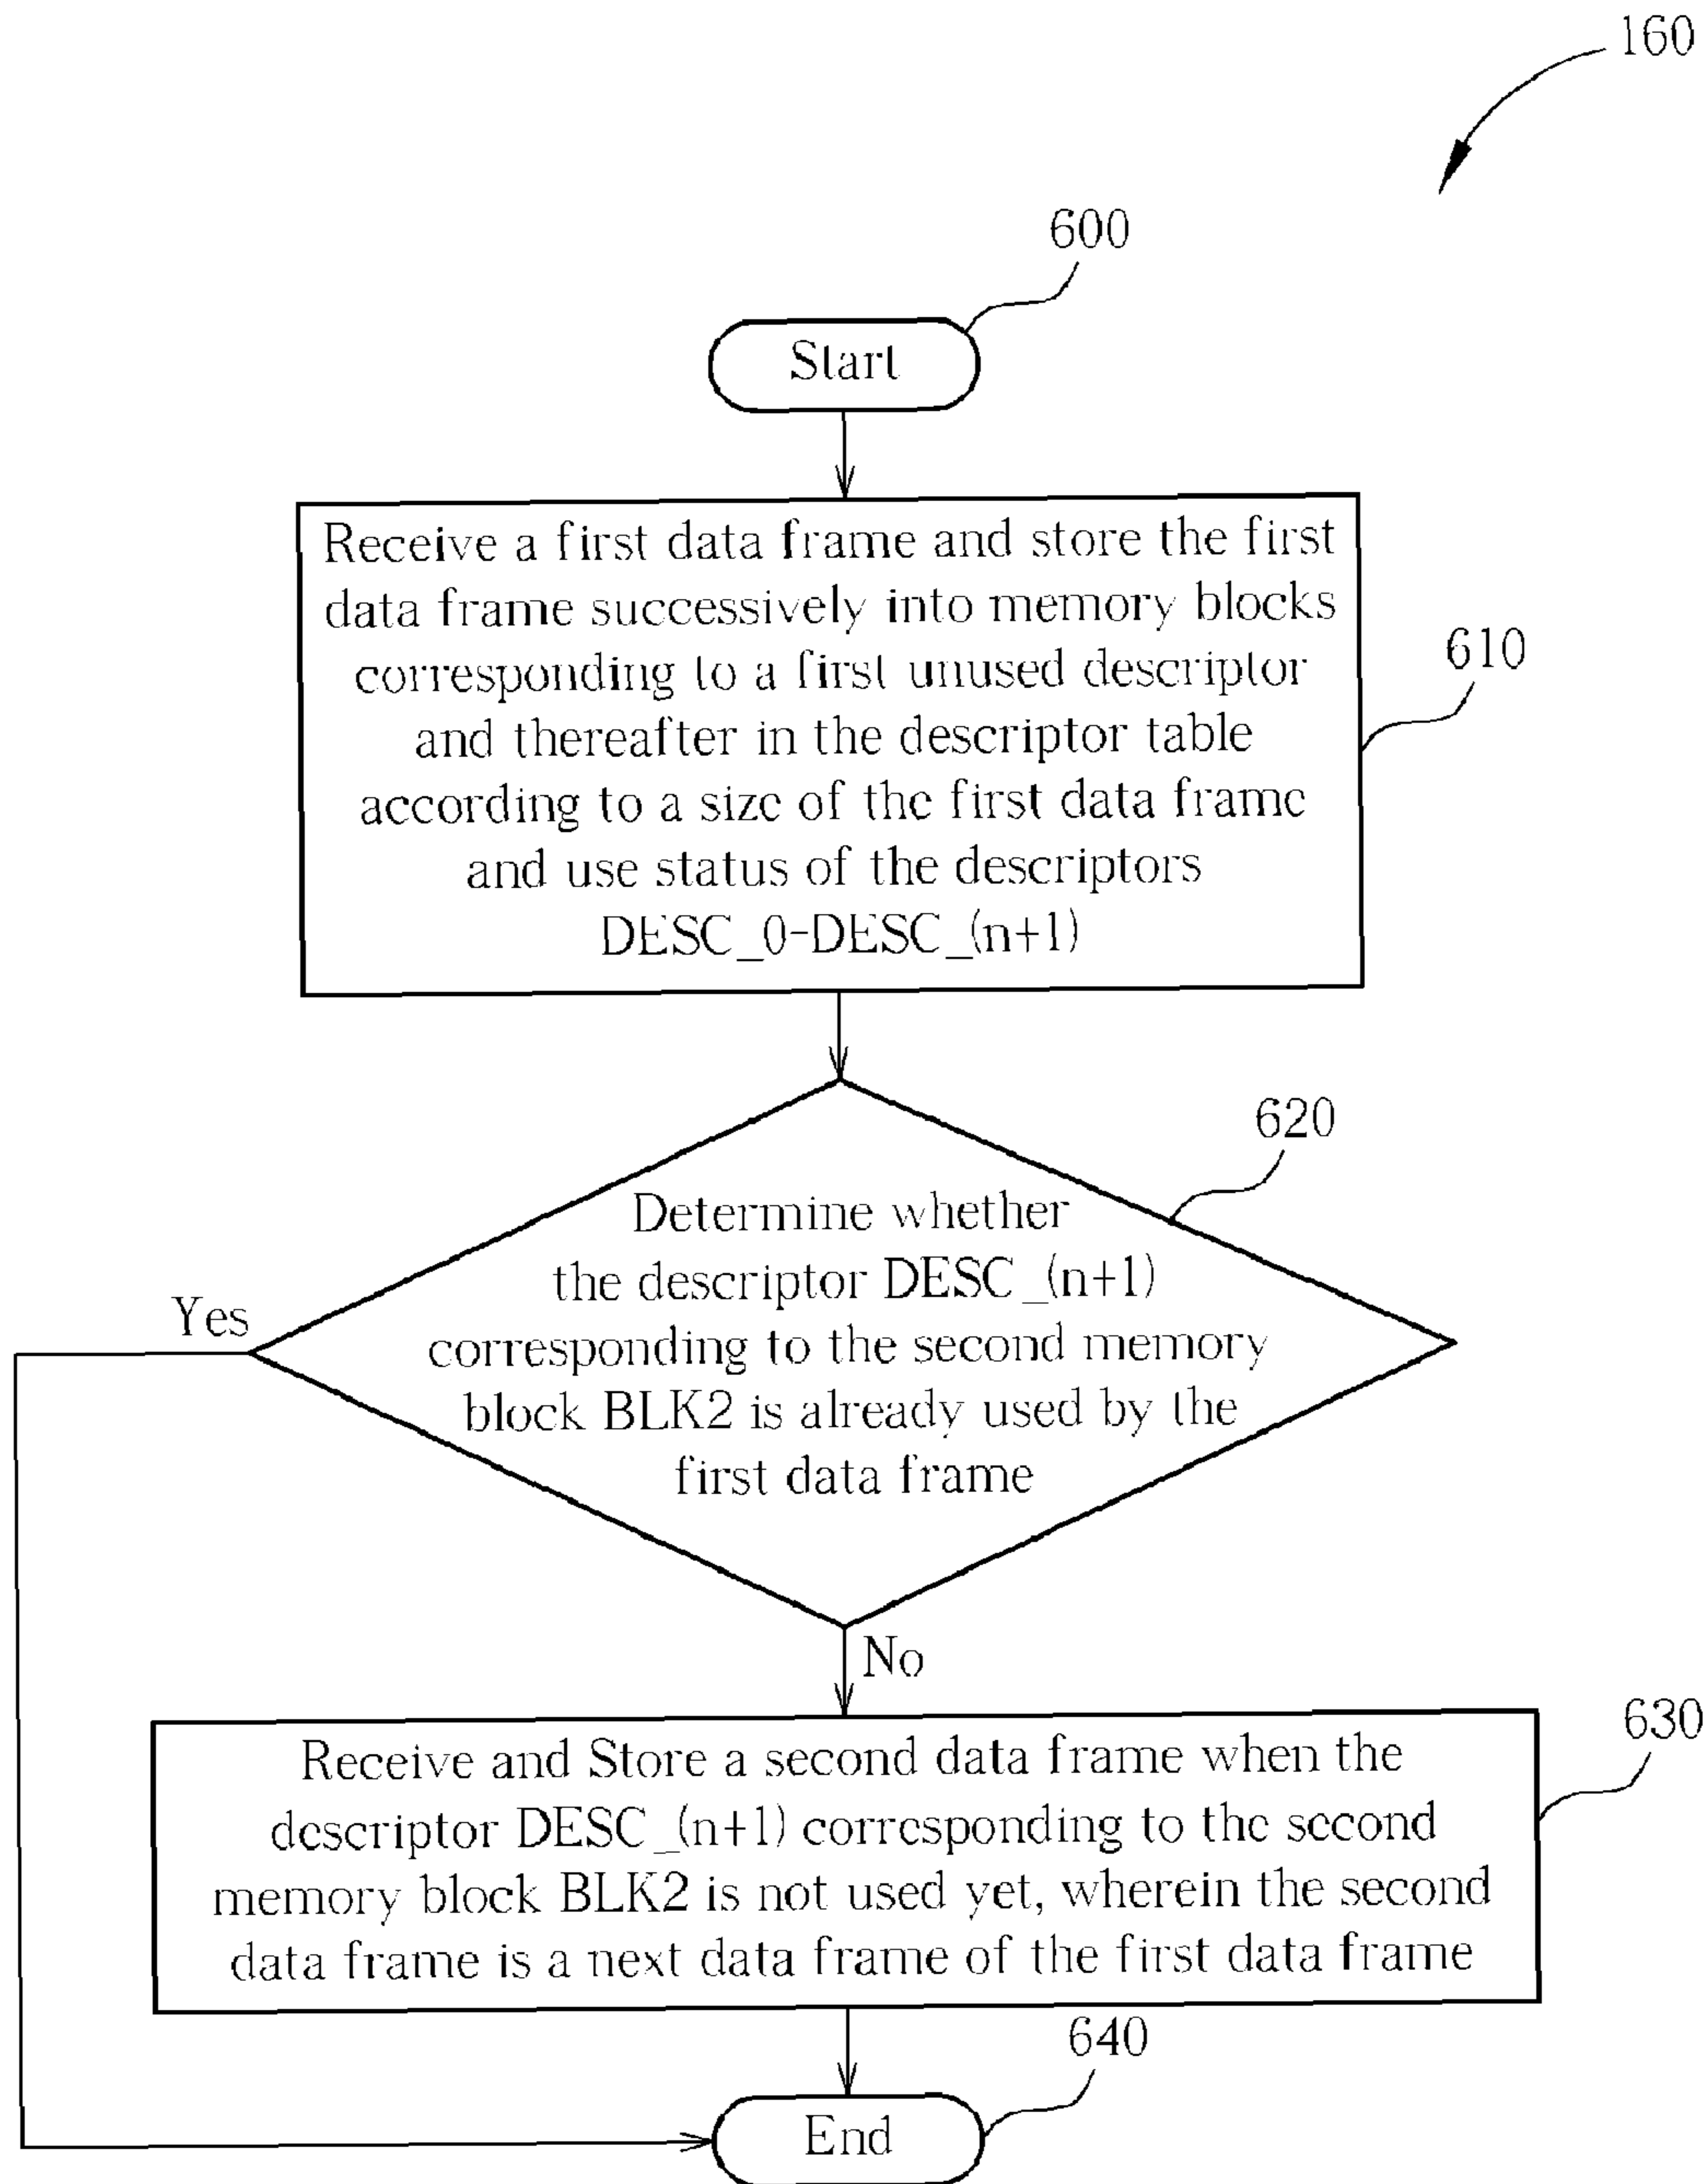 160
600
Start
Receive a first data frame and store the first
data frame successively into memory blocks
corresponding to a first unused descriptor
and thereafter in the descriptor table
according to a size of the first data frame
and use status of the descriptors
DESC_0-DESC_(n+1)
610
620
Determine whether
the descriptor DESC_(n+1)
corresponding to the second memory
block BLK2 is already used by the
first data frame
Yes
No
630
Receive and Store a second data frame when the
descriptor DESC_(n+1) corresponding to the second
memory block BLK2 is not used yet, wherein the second
data frame is a next data frame of the first data frame
640
End